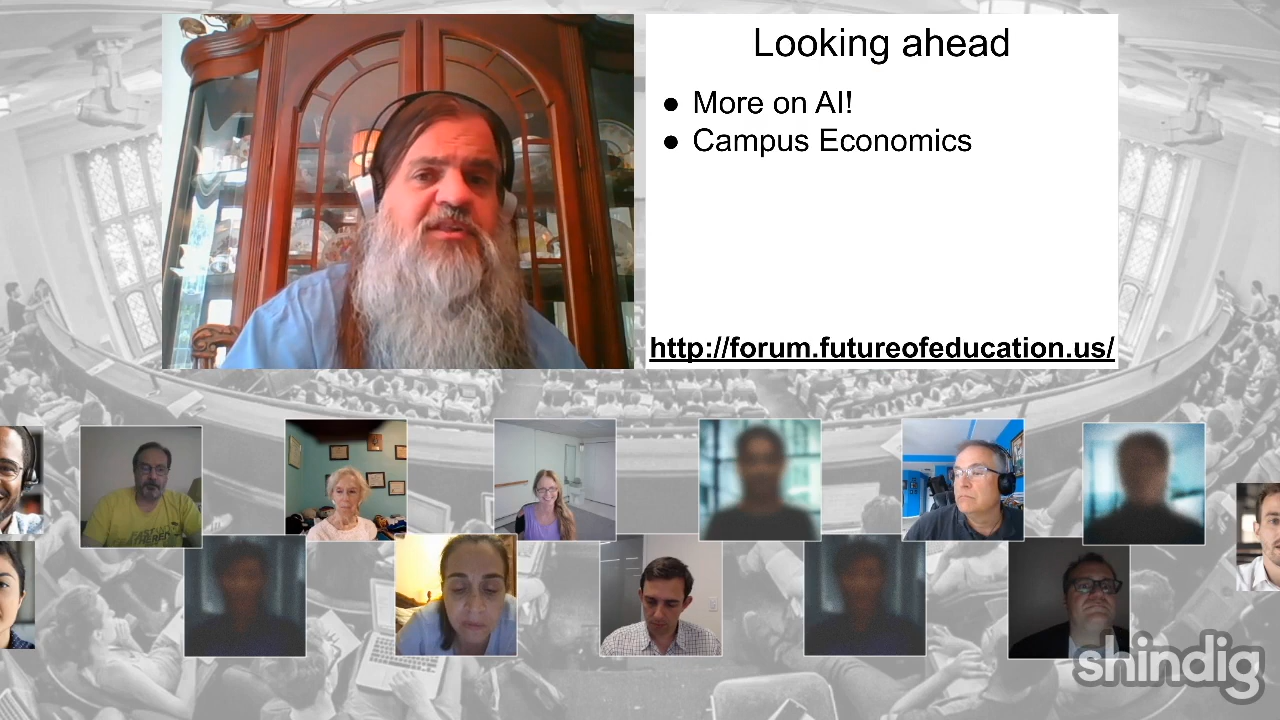 Looking ahead
● More on AI!
● Campus Economics
http://forum.futureofeducation.us/
shindig